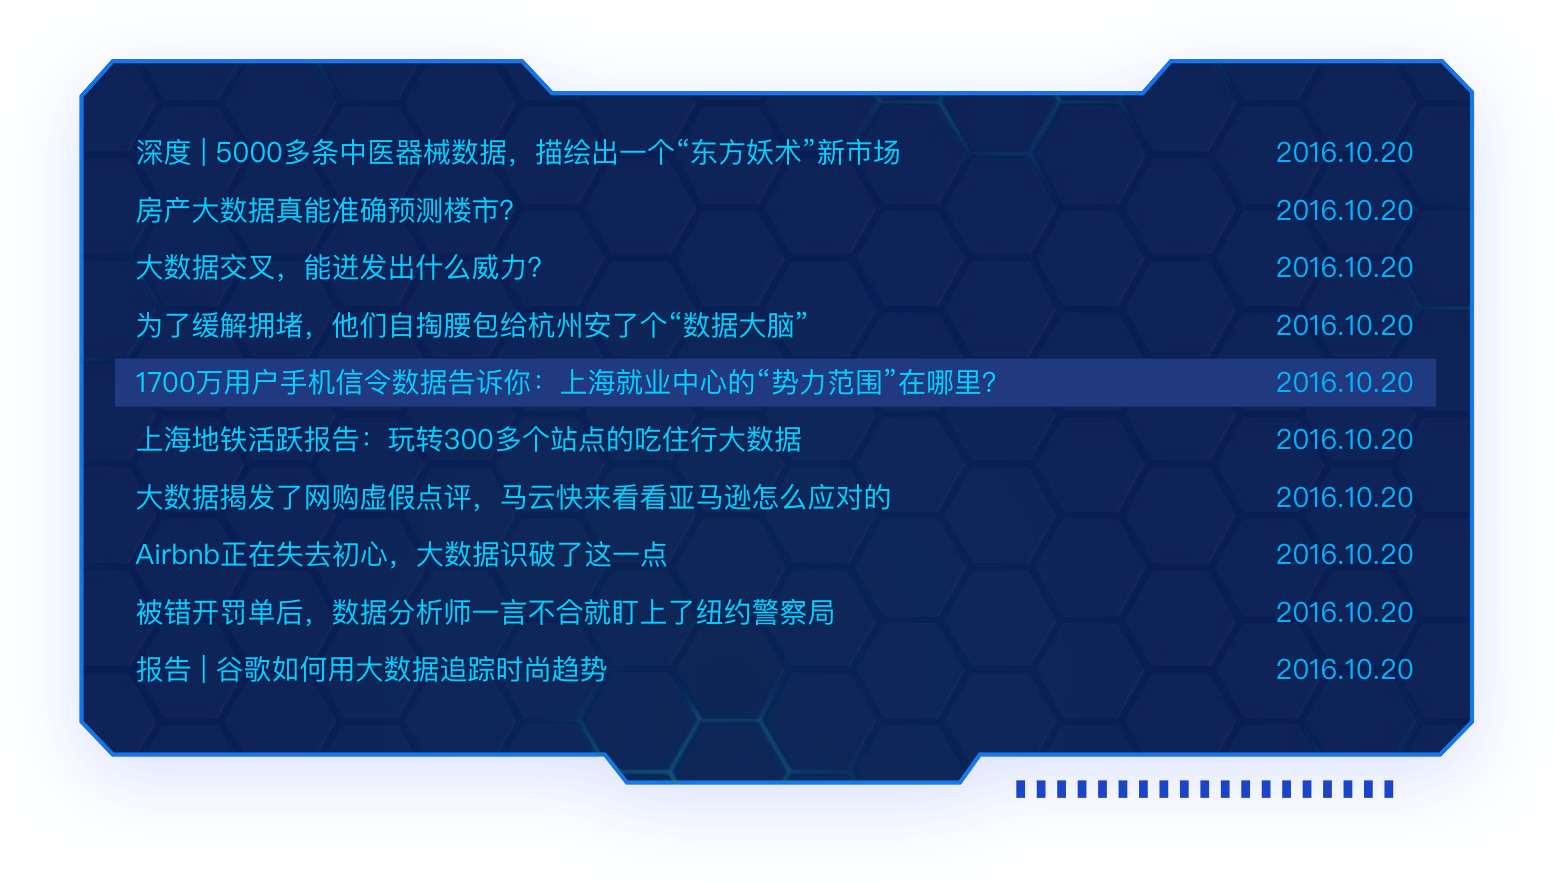 深度 | 5000多条中医器械数据，描绘出一个“东方妖术”新市场 2016.10.20
房产大数据真能准确预测楼市? 2016.10.20
大数据交叉，能迸发出什么威力? 2016.10.20
为了缓解拥堵，他们自掏腰包给杭州安了个“数据大脑” 2016.10.20
1700万用户手机信令数据告诉你：上海就业中心的“势力范围”在哪里? 2016.10.20
上海地铁活跃报告：玩转300多个站点的吃住行大数据 2016.10.20
大数据揭发了网购虚假点评，马云快来看看亚马逊怎么应对的 2016.10.20
Airbnb正在失去初心，大数据识破了这一点 2016.10.20
被错开罚单后，数据分析师一言不合就盯上了纽约警察局 2016.10.20
报告 | 谷歌如何用大数据追踪时尚趋势 2016.10.20